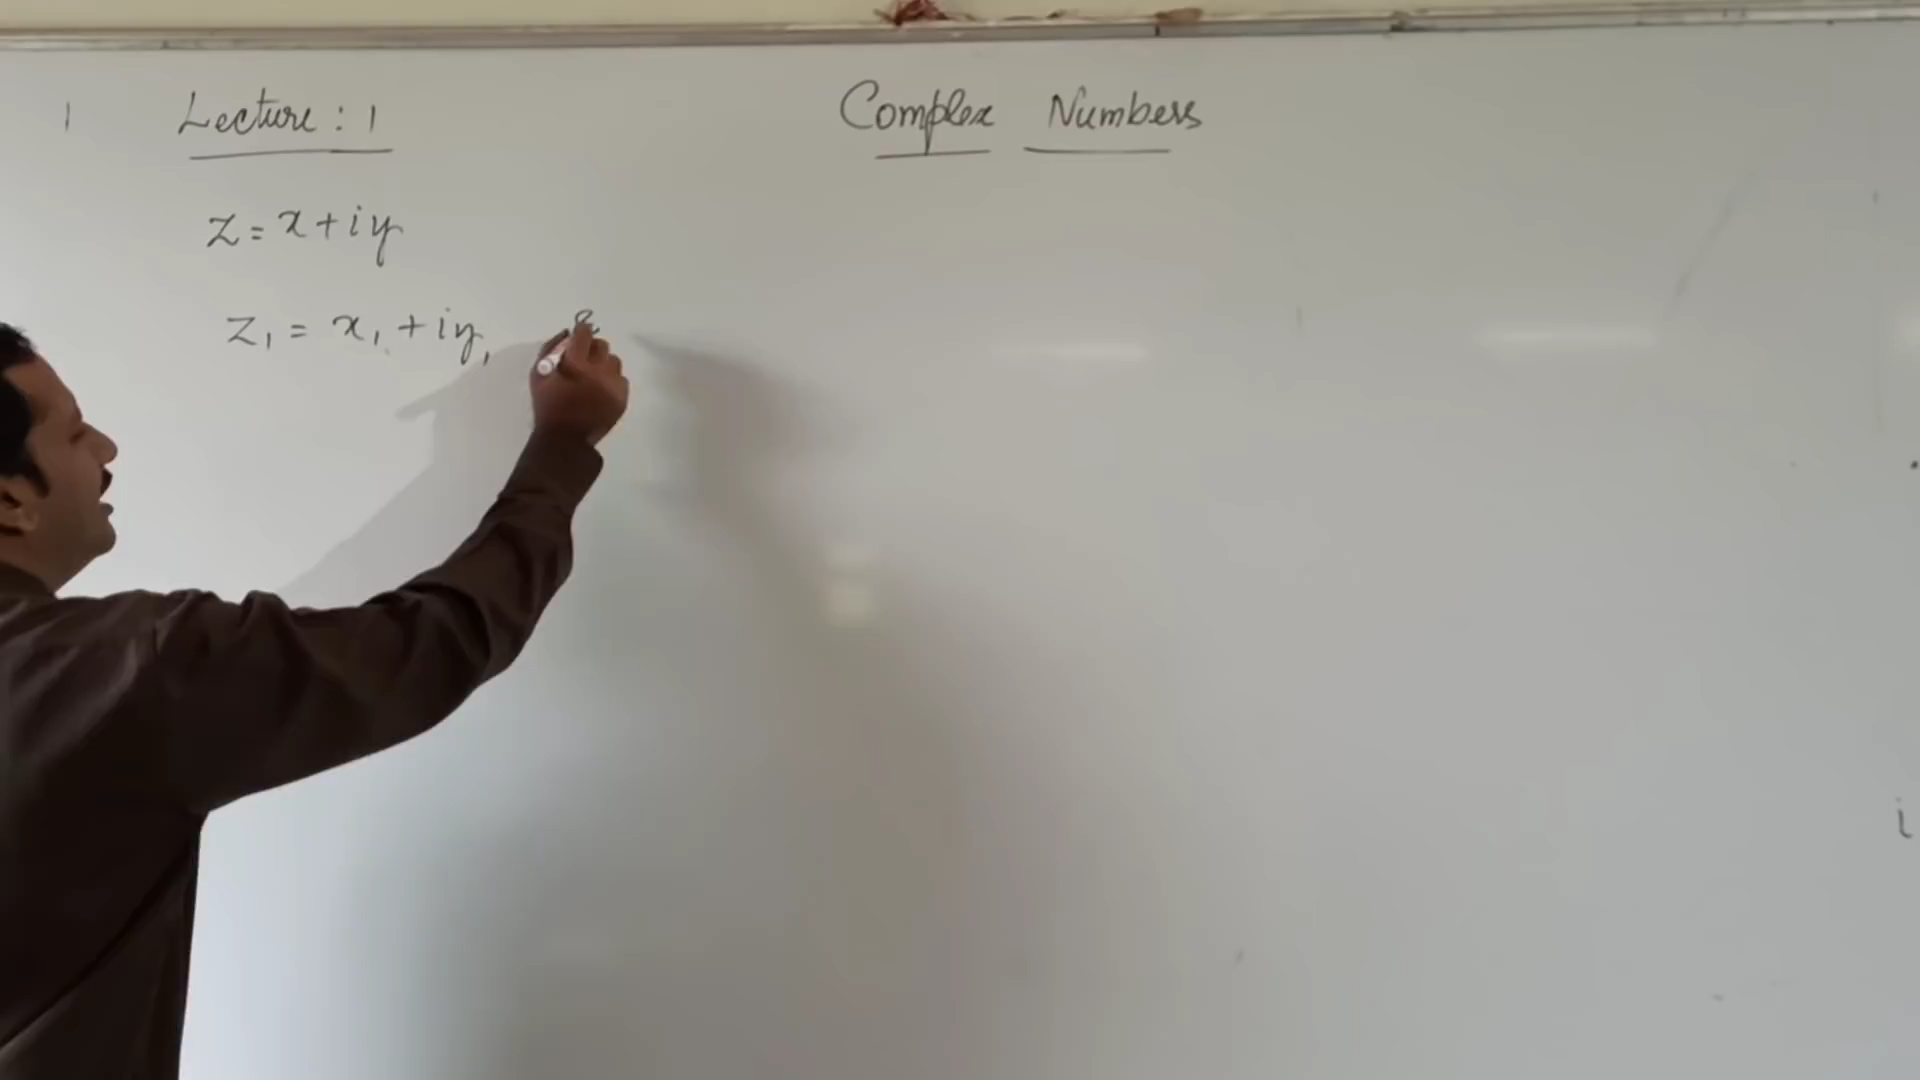 Lecture : 1
Complex Numbers
z = x + iy
z₁ = x₁ + iy₁ &
i